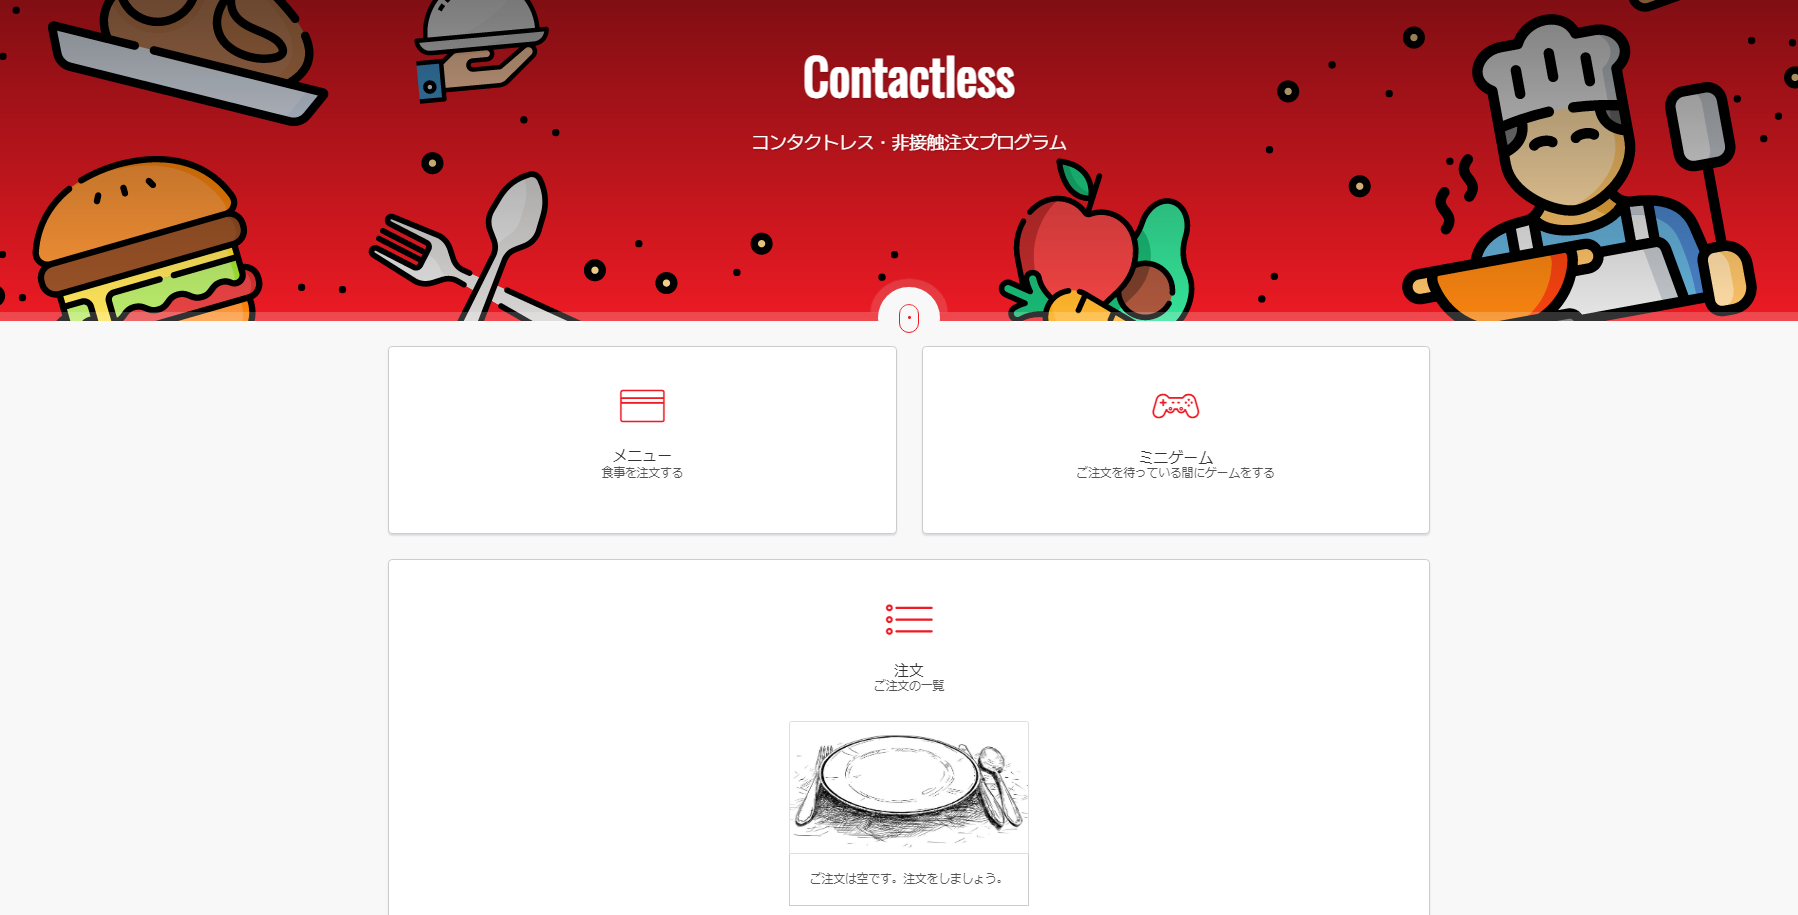 Contactless
コンタクトレス・非接触注文プログラム
メニュー
食事を注文する
ミニゲーム
ご注文を待っている間にゲームをする
注文
ご注文の一覧
ご注文は空です。注文をしましょう。